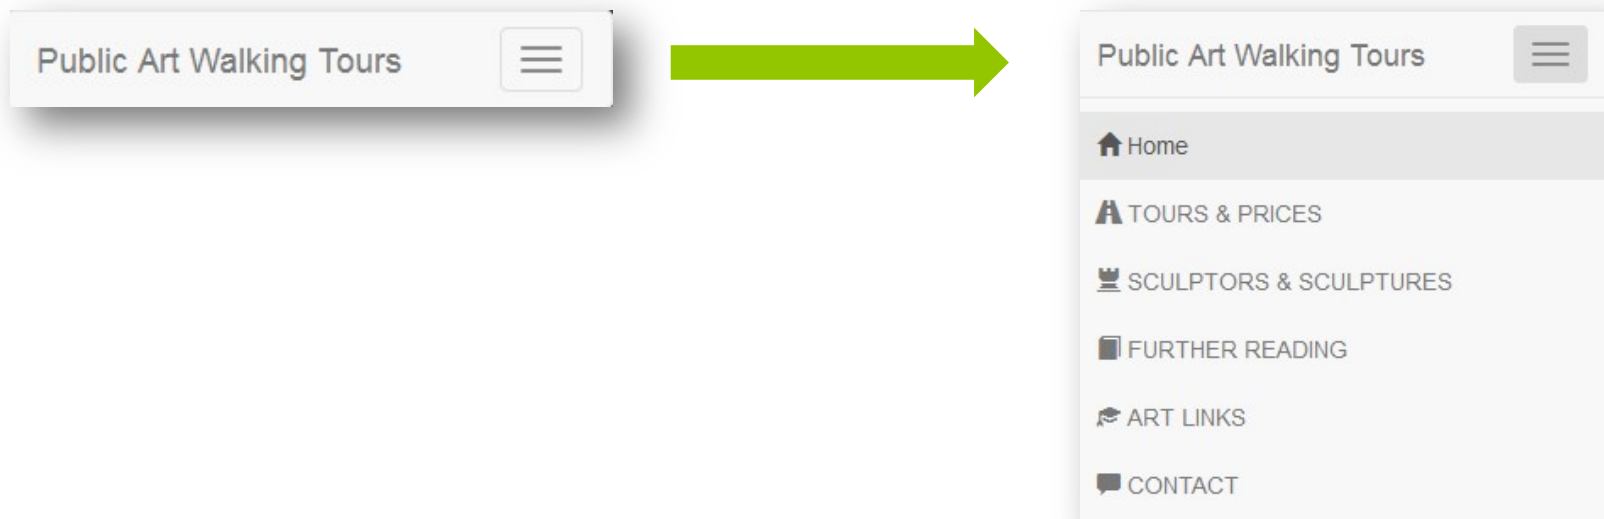 Public Art Walking Tours
Public Art Walking Tours
Home
TOURS & PRICES
SCULPTORS & SCULPTURES
FURTHER READING
ART LINKS
CONTACT